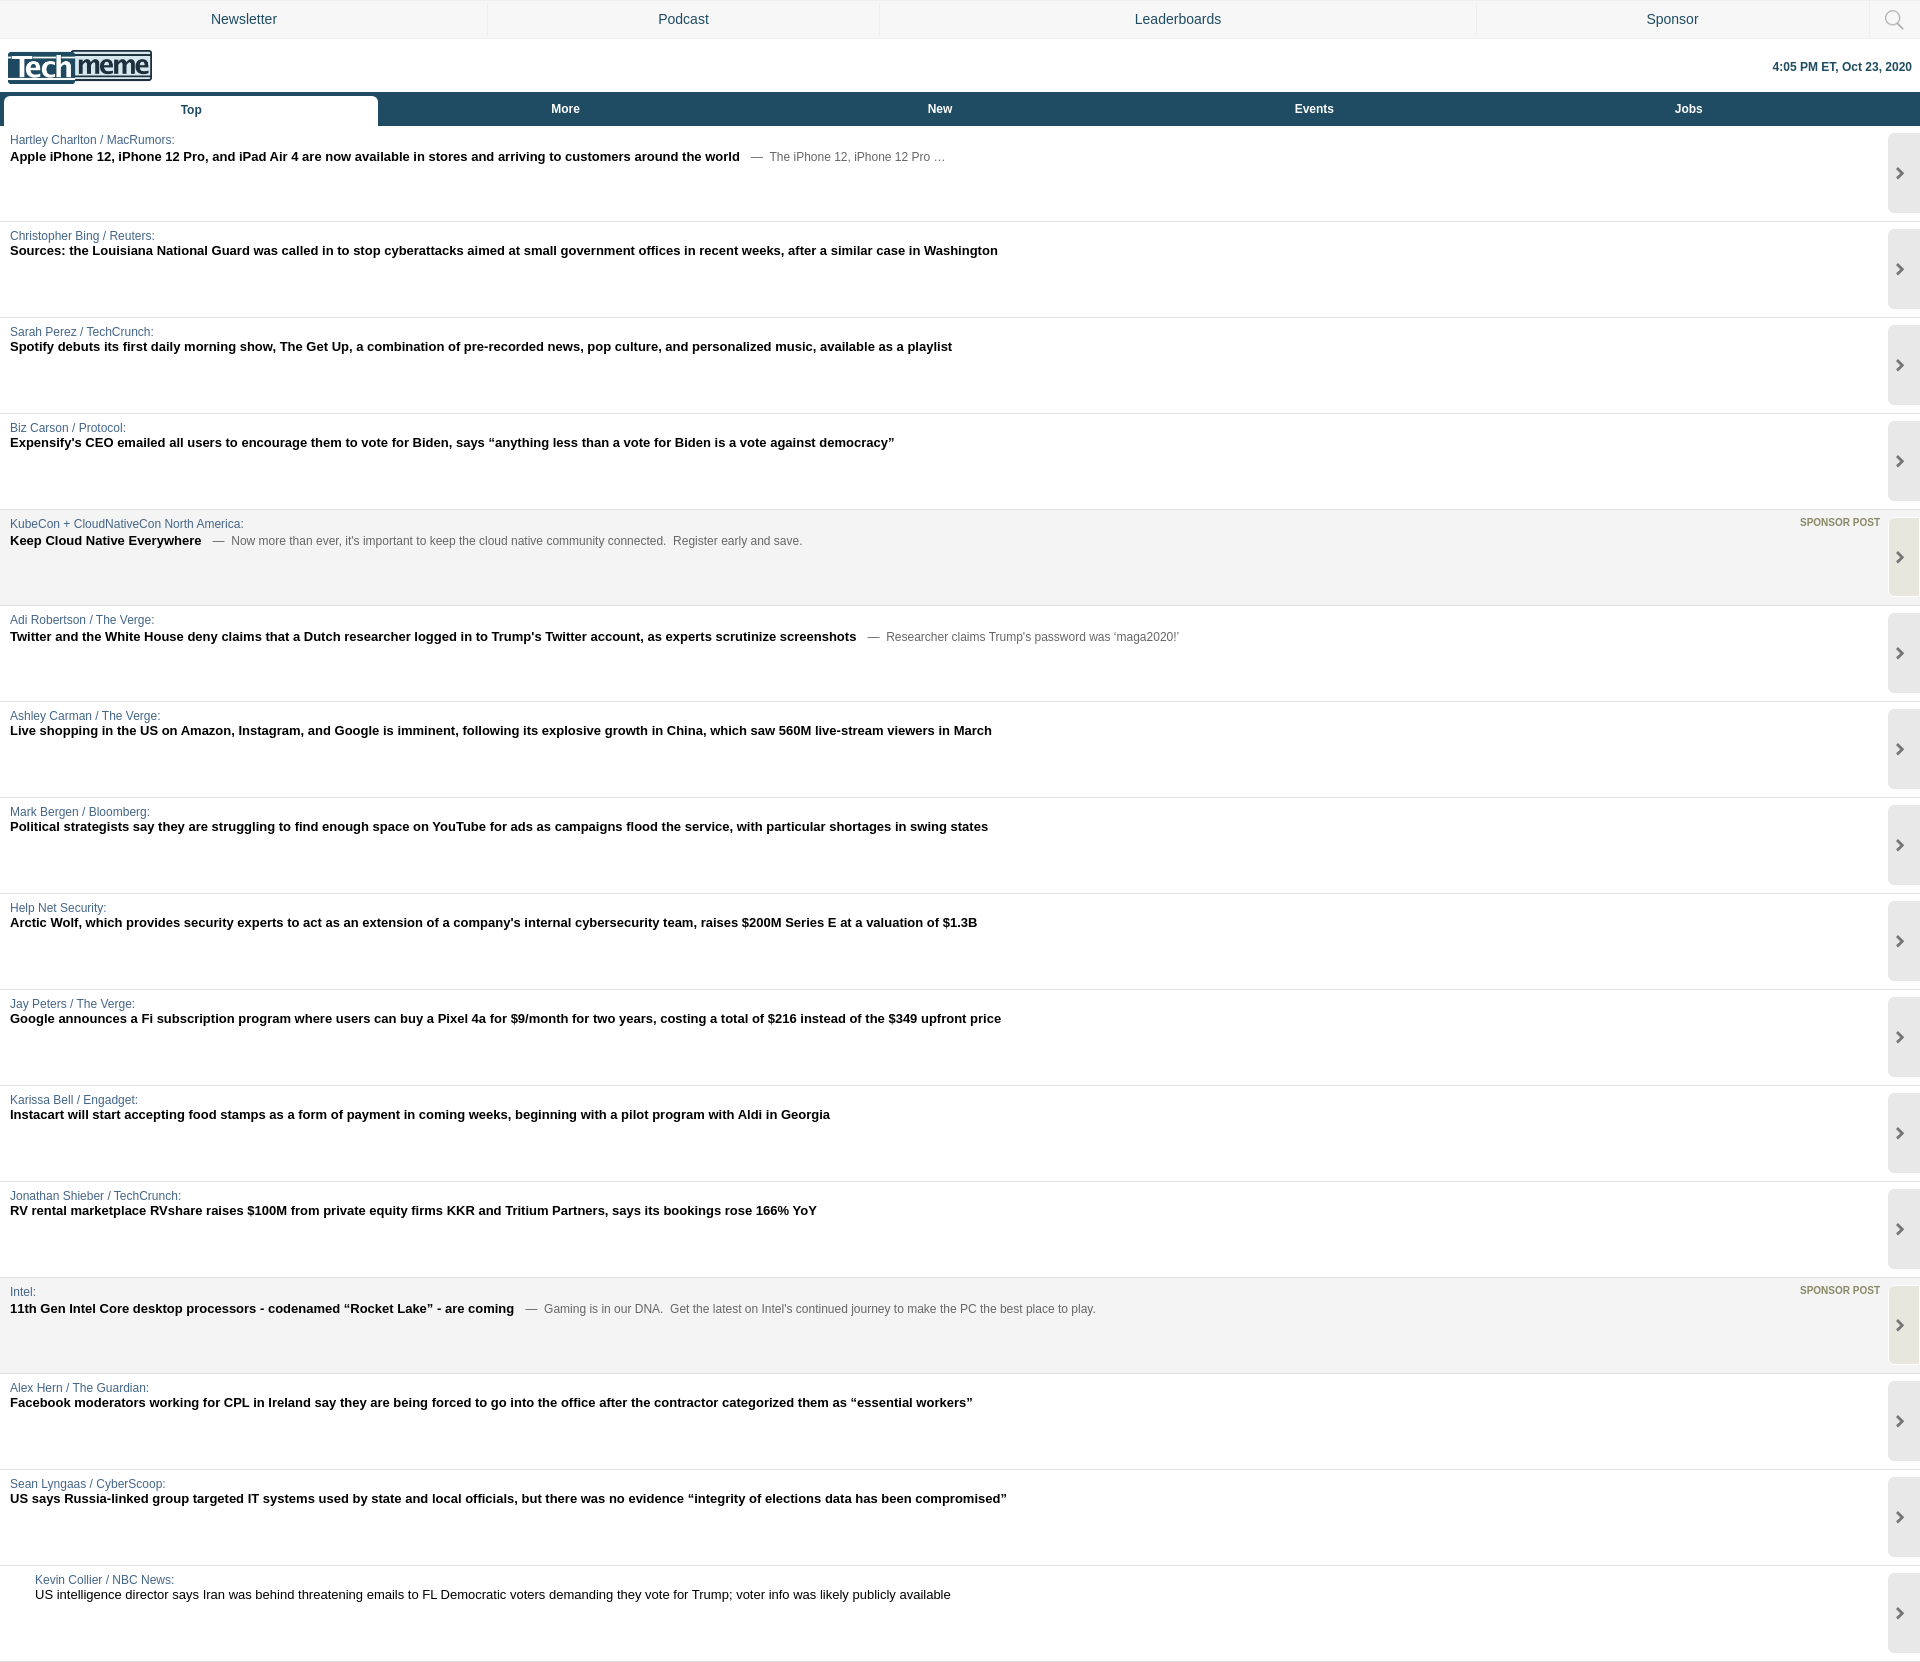 Newsletter
Podcast
Leaderboards
Sponsor
Techmeme
4:05 PM ET, Oct 23, 2020
Top
More
New
Events
Jobs
Hartley Charlton / MacRumors:
Apple iPhone 12, iPhone 12 Pro, and iPad Air 4 are now available in stores and arriving to customers around the world — The iPhone 12, iPhone 12 Pro …
Christopher Bing / Reuters:
Sources: the Louisiana National Guard was called in to stop cyberattacks aimed at small government offices in recent weeks, after a similar case in Washington
Sarah Perez / TechCrunch:
Spotify debuts its first daily morning show, The Get Up, a combination of pre-recorded news, pop culture, and personalized music, available as a playlist
Biz Carson / Protocol:
Expensify's CEO emailed all users to encourage them to vote for Biden, says “anything less than a vote for Biden is a vote against democracy”
KubeCon + CloudNativeCon North America:
SPONSOR POST
Keep Cloud Native Everywhere — Now more than ever, it's important to keep the cloud native community connected. Register early and save.
Adi Robertson / The Verge:
Twitter and the White House deny claims that a Dutch researcher logged in to Trump's Twitter account, as experts scrutinize screenshots — Researcher claims Trump's password was ‘maga2020!’
Ashley Carman / The Verge:
Live shopping in the US on Amazon, Instagram, and Google is imminent, following its explosive growth in China, which saw 560M live-stream viewers in March
Mark Bergen / Bloomberg:
Political strategists say they are struggling to find enough space on YouTube for ads as campaigns flood the service, with particular shortages in swing states
Help Net Security:
Arctic Wolf, which provides security experts to act as an extension of a company's internal cybersecurity team, raises $200M Series E at a valuation of $1.3B
Jay Peters / The Verge:
Google announces a Fi subscription program where users can buy a Pixel 4a for $9/month for two years, costing a total of $216 instead of the $349 upfront price
Karissa Bell / Engadget:
Instacart will start accepting food stamps as a form of payment in coming weeks, beginning with a pilot program with Aldi in Georgia
Jonathan Shieber / TechCrunch:
RV rental marketplace RVshare raises $100M from private equity firms KKR and Tritium Partners, says its bookings rose 166% YoY
Intel:
SPONSOR POST
11th Gen Intel Core desktop processors - codenamed “Rocket Lake” - are coming — Gaming is in our DNA. Get the latest on Intel's continued journey to make the PC the best place to play.
Alex Hern / The Guardian:
Facebook moderators working for CPL in Ireland say they are being forced to go into the office after the contractor categorized them as “essential workers”
Sean Lyngaas / CyberScoop:
US says Russia-linked group targeted IT systems used by state and local officials, but there was no evidence “integrity of elections data has been compromised”
Kevin Collier / NBC News:
US intelligence director says Iran was behind threatening emails to FL Democratic voters demanding they vote for Trump; voter info was likely publicly available